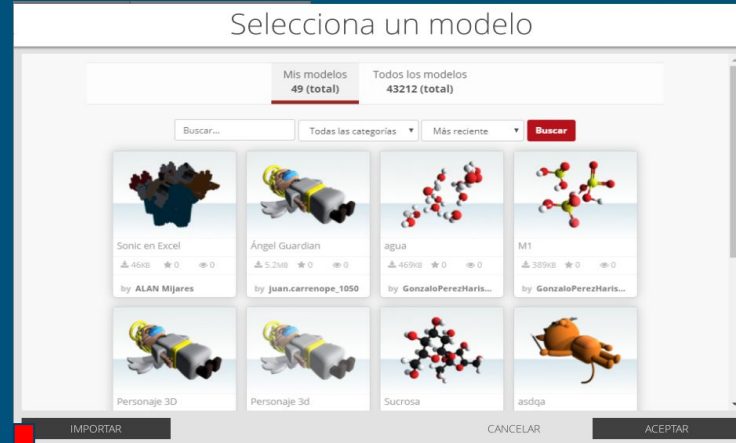 Selecciona un modelo
Mis modelos Todos los modelos
49 (total) 43212 (total)
Buscar... Todas las categorías Más reciente Buscar
Sonic en Excel Ángel Guardian agua M1
46KB 0 0 5.2MB 0 0 469KB 0 0 389KB 0 0
by ALAN Mijares by juan.carrenope_1050 by GonzaloPerezHaris... by GonzaloPerezHaris...
Personaje 3D Personaje 3d Sucrosa asdqa
IMPORTAR CANCELAR ACEPTAR